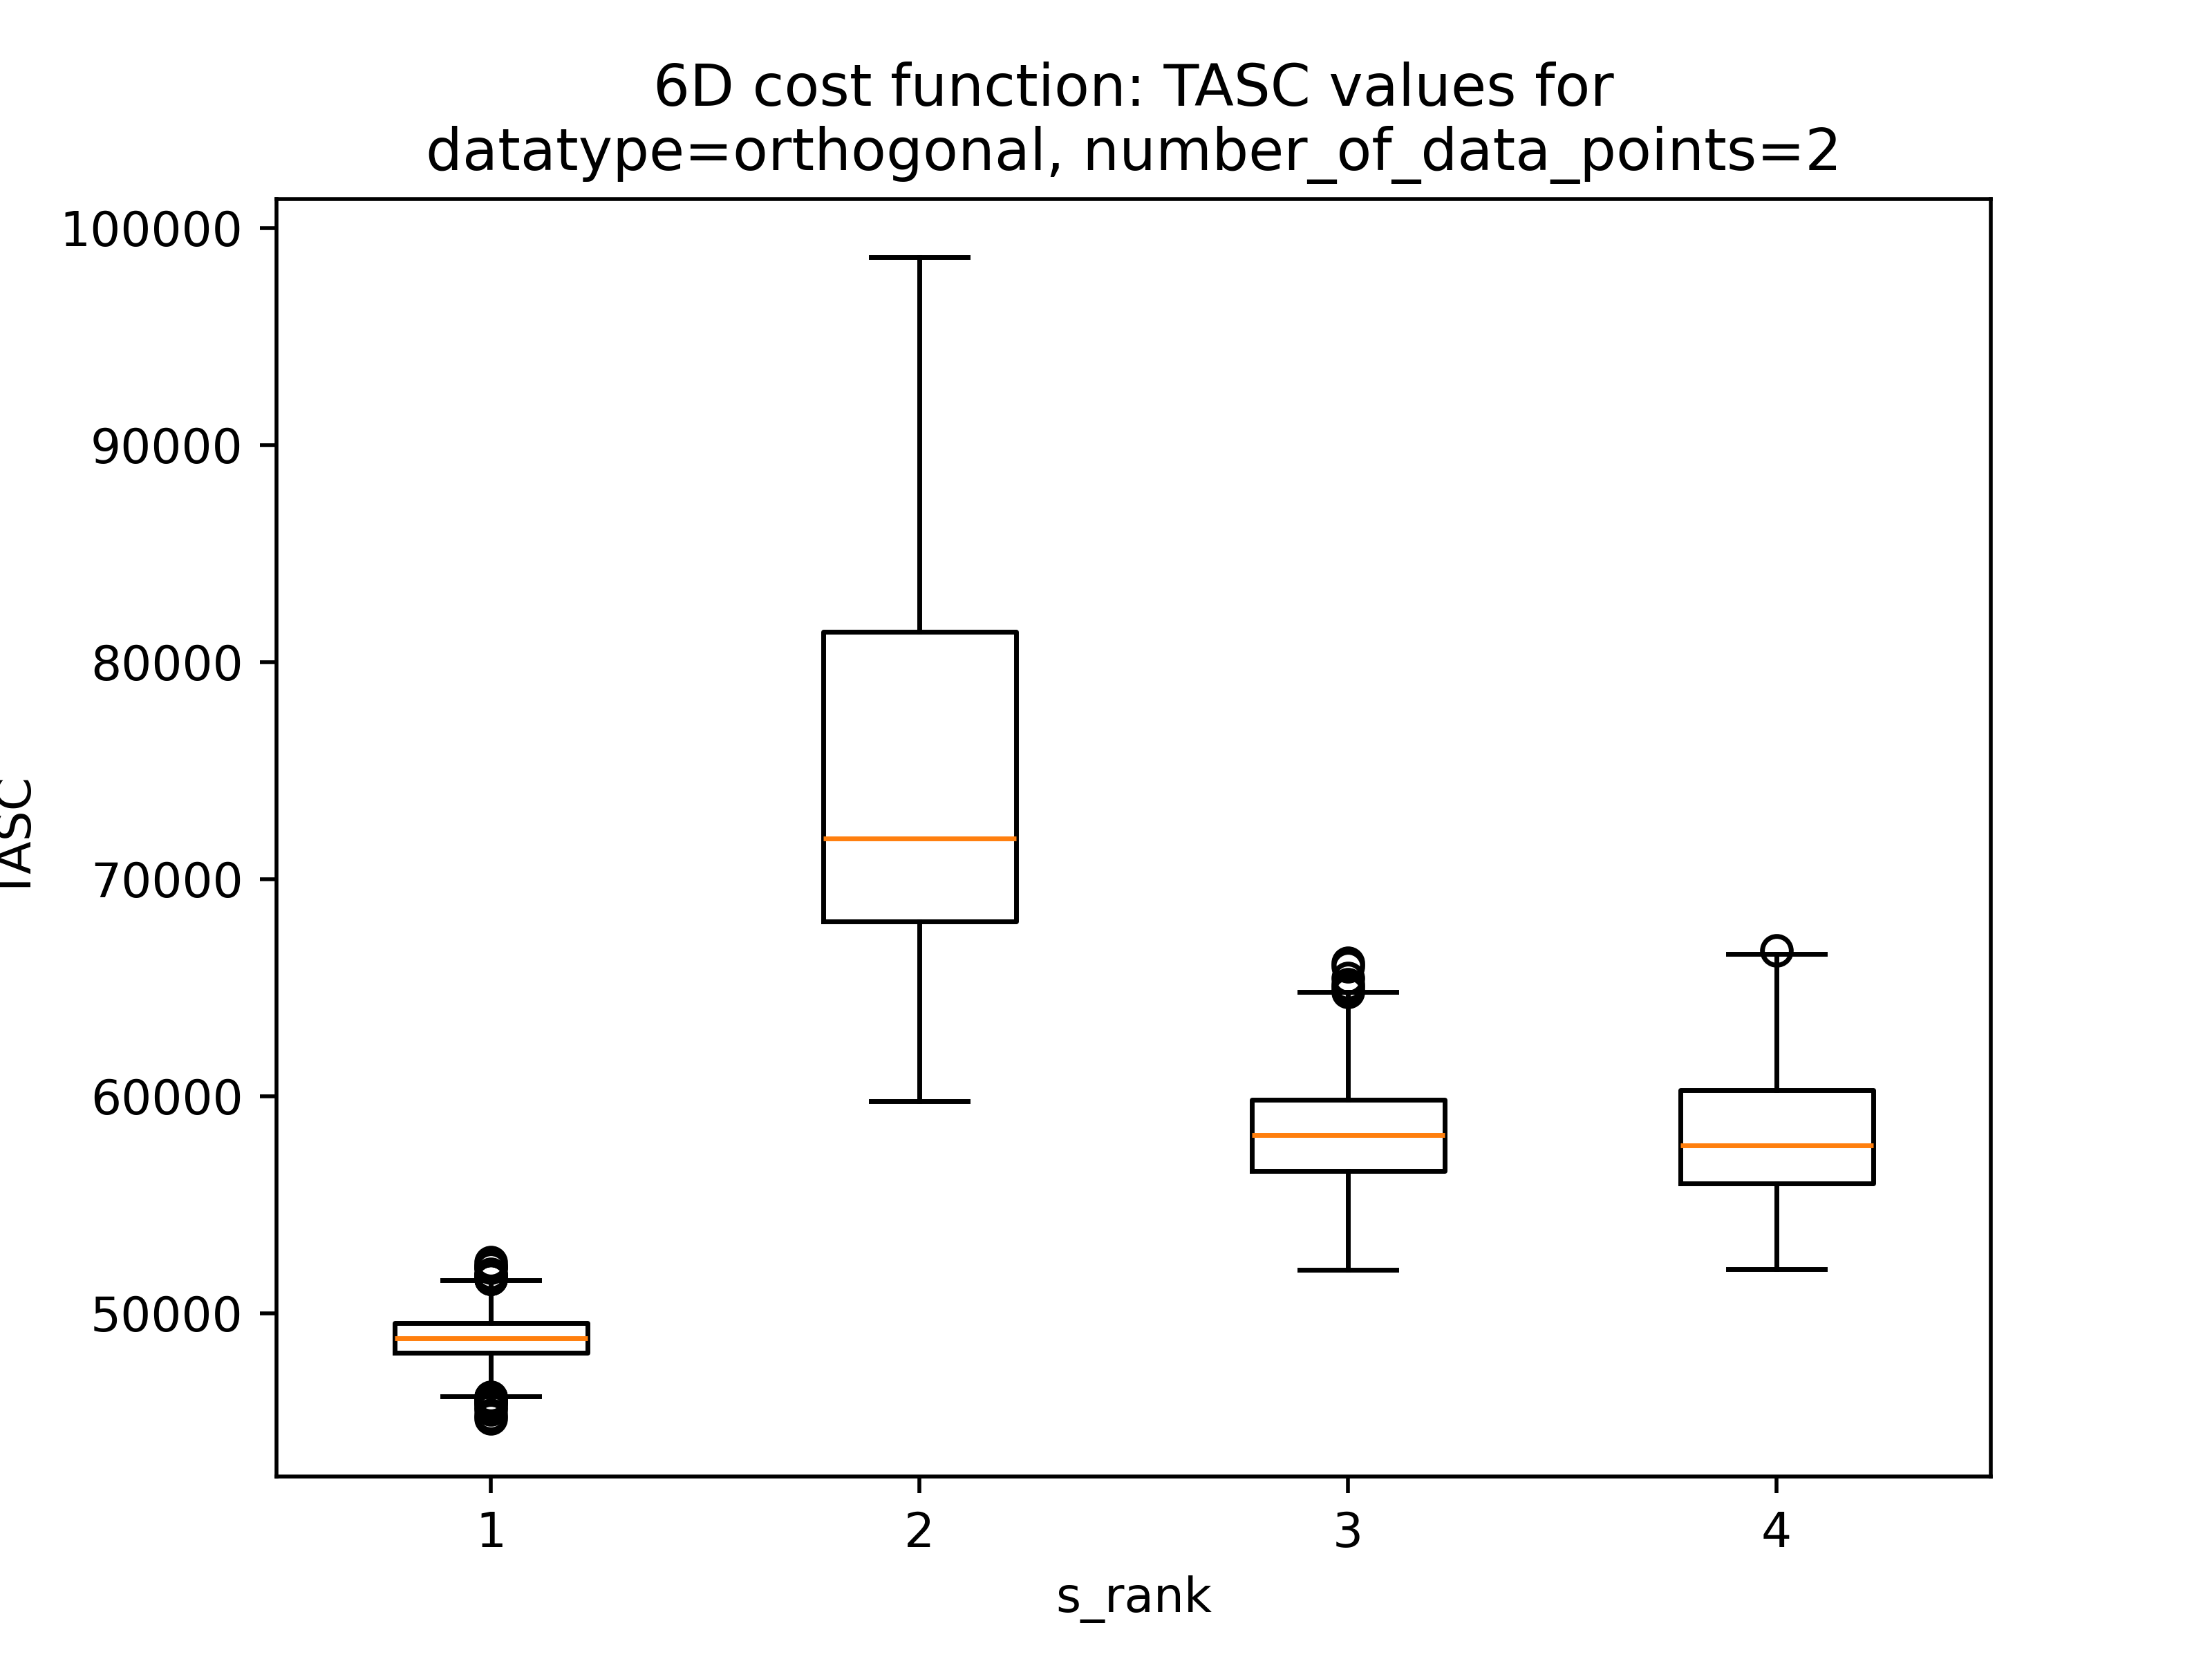 6D cost function: TASC values for
datatype=orthogonal, number_of_data_points=2
100000
90000
80000
70000
60000
50000
TASC
1 2 3 4
s_rank